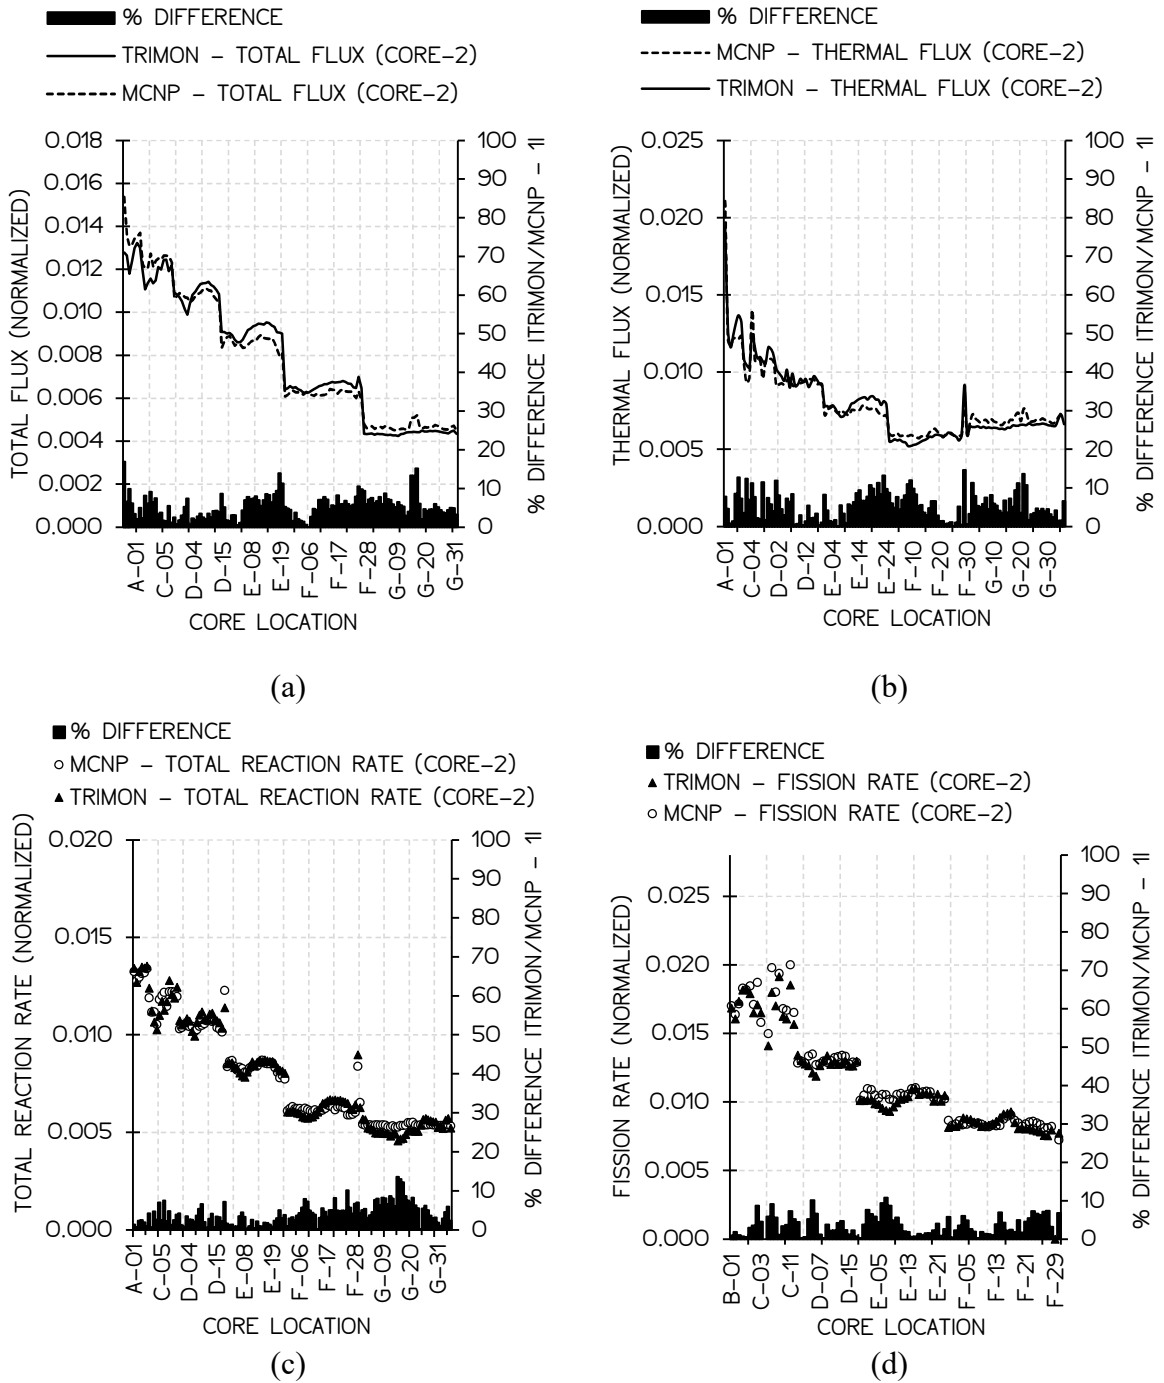 % DIFFERENCE
TRIMON - TOTAL FLUX (CORE-2)
MCNP - TOTAL FLUX (CORE-2)
0.018
0.016
0.014
0.012
0.010
0.008
0.006
0.004
0.002
0.000
TOTAL FLUX (NORMALIZED)
100
90
80
70
60
50
40
30
20
10
0
% DIFFERENCE |TRIMON/MCNP - 1|
A-01
C-05
D-04
D-15
E-08
E-19
F-06
F-17
F-28
G-09
G-20
G-31
CORE LOCATION
(a)
% DIFFERENCE
MCNP - THERMAL FLUX (CORE-2)
TRIMON - THERMAL FLUX (CORE-2)
0.025
0.020
0.015
0.010
0.005
0.000
THERMAL FLUX (NORMALIZED)
100
90
80
70
60
50
40
30
20
10
0
% DIFFERENCE |TRIMON/MCNP - 1|
A-01
C-04
D-02
D-12
E-04
E-14
E-24
F-10
F-20
F-30
G-10
G-20
G-30
CORE LOCATION
(b)
% DIFFERENCE
MCNP - TOTAL REACTION RATE (CORE-2)
TRIMON - TOTAL REACTION RATE (CORE-2)
0.020
0.015
0.010
0.005
0.000
TOTAL REACTION RATE (NORMALIZED)
100
90
80
70
60
50
40
30
20
10
0
% DIFFERENCE |TRIMON/MCNP - 1|
A-01
C-05
D-04
D-15
E-08
E-19
F-06
F-17
F-28
G-09
G-20
G-31
CORE LOCATION
(c)
% DIFFERENCE
TRIMON - FISSION RATE (CORE-2)
MCNP - FISSION RATE (CORE-2)
0.025
0.020
0.015
0.010
0.005
0.000
FISSION RATE (NORMALIZED)
100
90
80
70
60
50
40
30
20
10
0
% DIFFERENCE |TRIMON/MCNP - 1|
B-01
C-03
C-11
D-07
D-15
E-05
E-13
E-21
F-05
F-13
F-21
F-29
CORE LOCATION
(d)